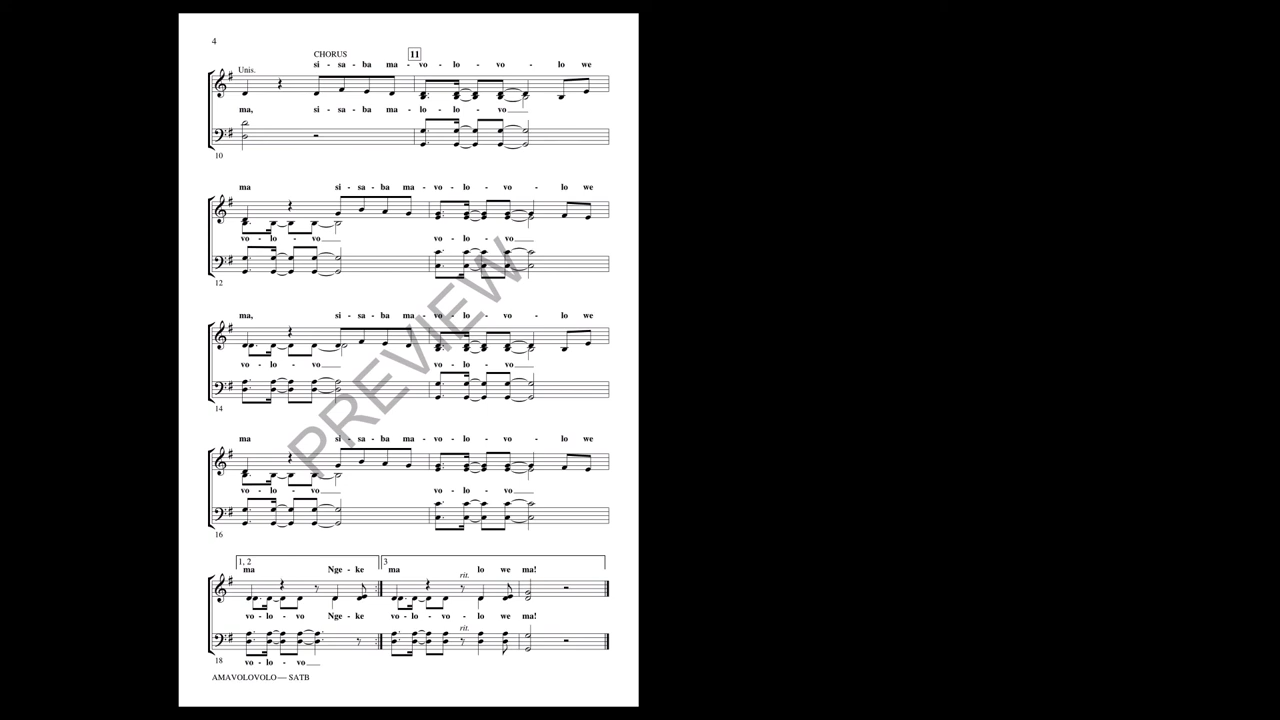 4
CHORUS 11
si - sa - ba ma - vo - lo - vo - lo we
Unis.
ma, si - sa - ba ma - lo - lo - vo
10
ma si - sa - ba ma - vo - lo - vo - lo we
vo - lo - vo vo - lo - vo
12
ma, si - sa - ba ma - vo - lo - vo - lo we
vo - lo - vo vo - lo - vo
14
ma si - sa - ba ma - vo - lo - vo - lo we
vo - lo - vo vo - lo - vo
16
1, 2 3
ma Nge - ke ma lo we ma!
rit.
vo - lo - vo Nge - ke vo - lo - vo - lo we ma!
rit.
18 vo - lo - vo
AMAVOLOVOLO — SATB
PREVIEW